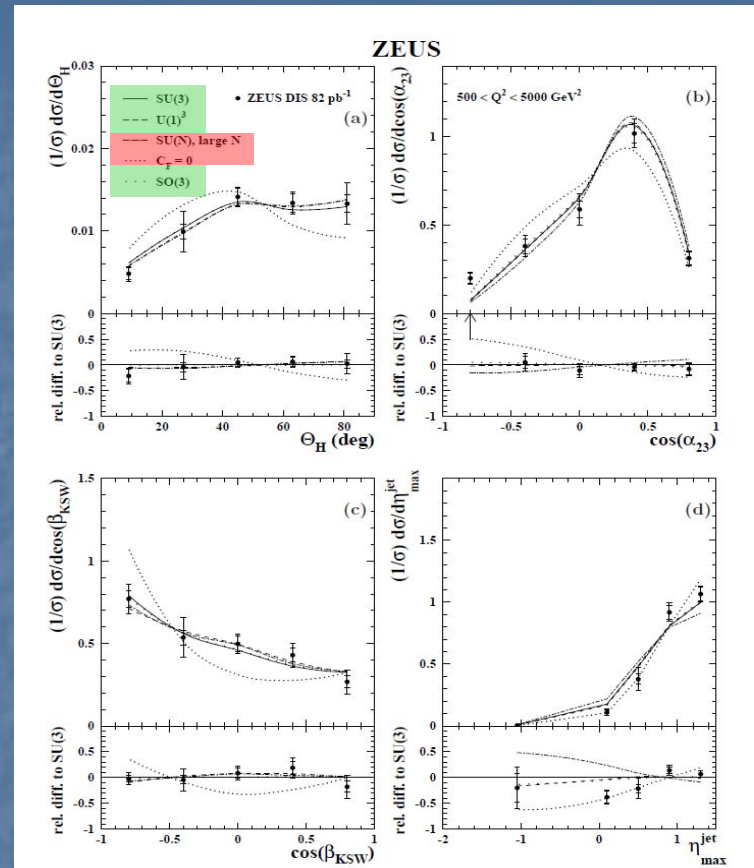 ZEUS
(1/σ) dσ/dΘ_H
0.03
0.02
0.01
0
SU(3)
U(1)³
SU(N), large N
C_F = 0
SO(3)
ZEUS DIS 82 pb⁻¹
(a)
rel. diff. to SU(3)
0.5
0
-0.5
-1
0 20 40 60 80
Θ_H (deg)
(1/σ) dσ/dcos(α₂₃)
1
0.5
0
500 < Q² < 5000 GeV²
(b)
rel. diff. to SU(3)
0.5
0
-0.5
-1
-1 -0.5 0 0.5 1
cos(α₂₃)
(1/σ) dσ/dcos(β_KSW)
1.5
1
0.5
0
(c)
rel. diff. to SU(3)
0.5
0
-0.5
-1
-1 -0.5 0 0.5 1
cos(β_KSW)
(1/σ) dσ/dη^jet_max
1.5
1
0.5
0
(d)
rel. diff. to SU(3)
0.5
0
-0.5
-1
-2 -1 0 1
η^jet_max